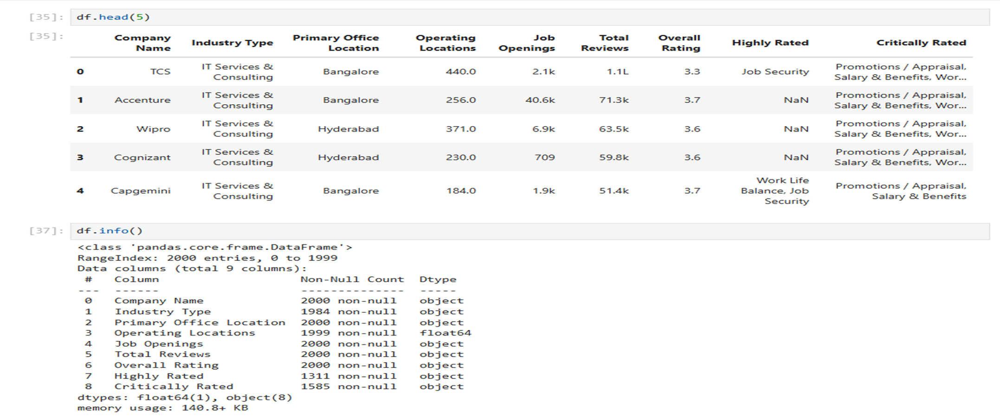 [35]: df.head(5)
[35]:
Company Name Industry Type Primary Office Location Operating Locations Job Openings Total Reviews Overall Rating Highly Rated Critically Rated
0 TCS IT Services & Consulting Bangalore 440.0 2.1k 1.1L 3.3 Job Security Promotions / Appraisal, Salary & Benefits, Wor...
1 Accenture IT Services & Consulting Bangalore 256.0 40.6k 71.3k 3.7 NaN Promotions / Appraisal, Salary & Benefits, Wor...
2 Wipro IT Services & Consulting Hyderabad 371.0 6.9k 63.5k 3.6 NaN Promotions / Appraisal, Salary & Benefits, Wor...
3 Cognizant IT Services & Consulting Hyderabad 230.0 709 59.8k 3.6 NaN Promotions / Appraisal, Salary & Benefits, Wor...
4 Capgemini IT Services & Consulting Bangalore 184.0 1.9k 51.4k 3.7 Work Life Balance, Job Security Promotions / Appraisal, Salary & Benefits
[37]: df.info()
<class 'pandas.core.frame.DataFrame'>
RangeIndex: 2000 entries, 0 to 1999
Data columns (total 9 columns):
 #   Column                   Non-Null Count  Dtype
---  ------                   --------------  -----
 0   Company Name             2000 non-null   object
 1   Industry Type            1984 non-null   object
 2   Primary Office Location  2000 non-null   object
 3   Operating Locations      1999 non-null   float64
 4   Job Openings             2000 non-null   object
 5   Total Reviews            2000 non-null   object
 6   Overall Rating           2000 non-null   object
 7   Highly Rated             1311 non-null   object
 8   Critically Rated         1585 non-null   object
dtypes: float64(1), object(8)
memory usage: 140.8+ KB